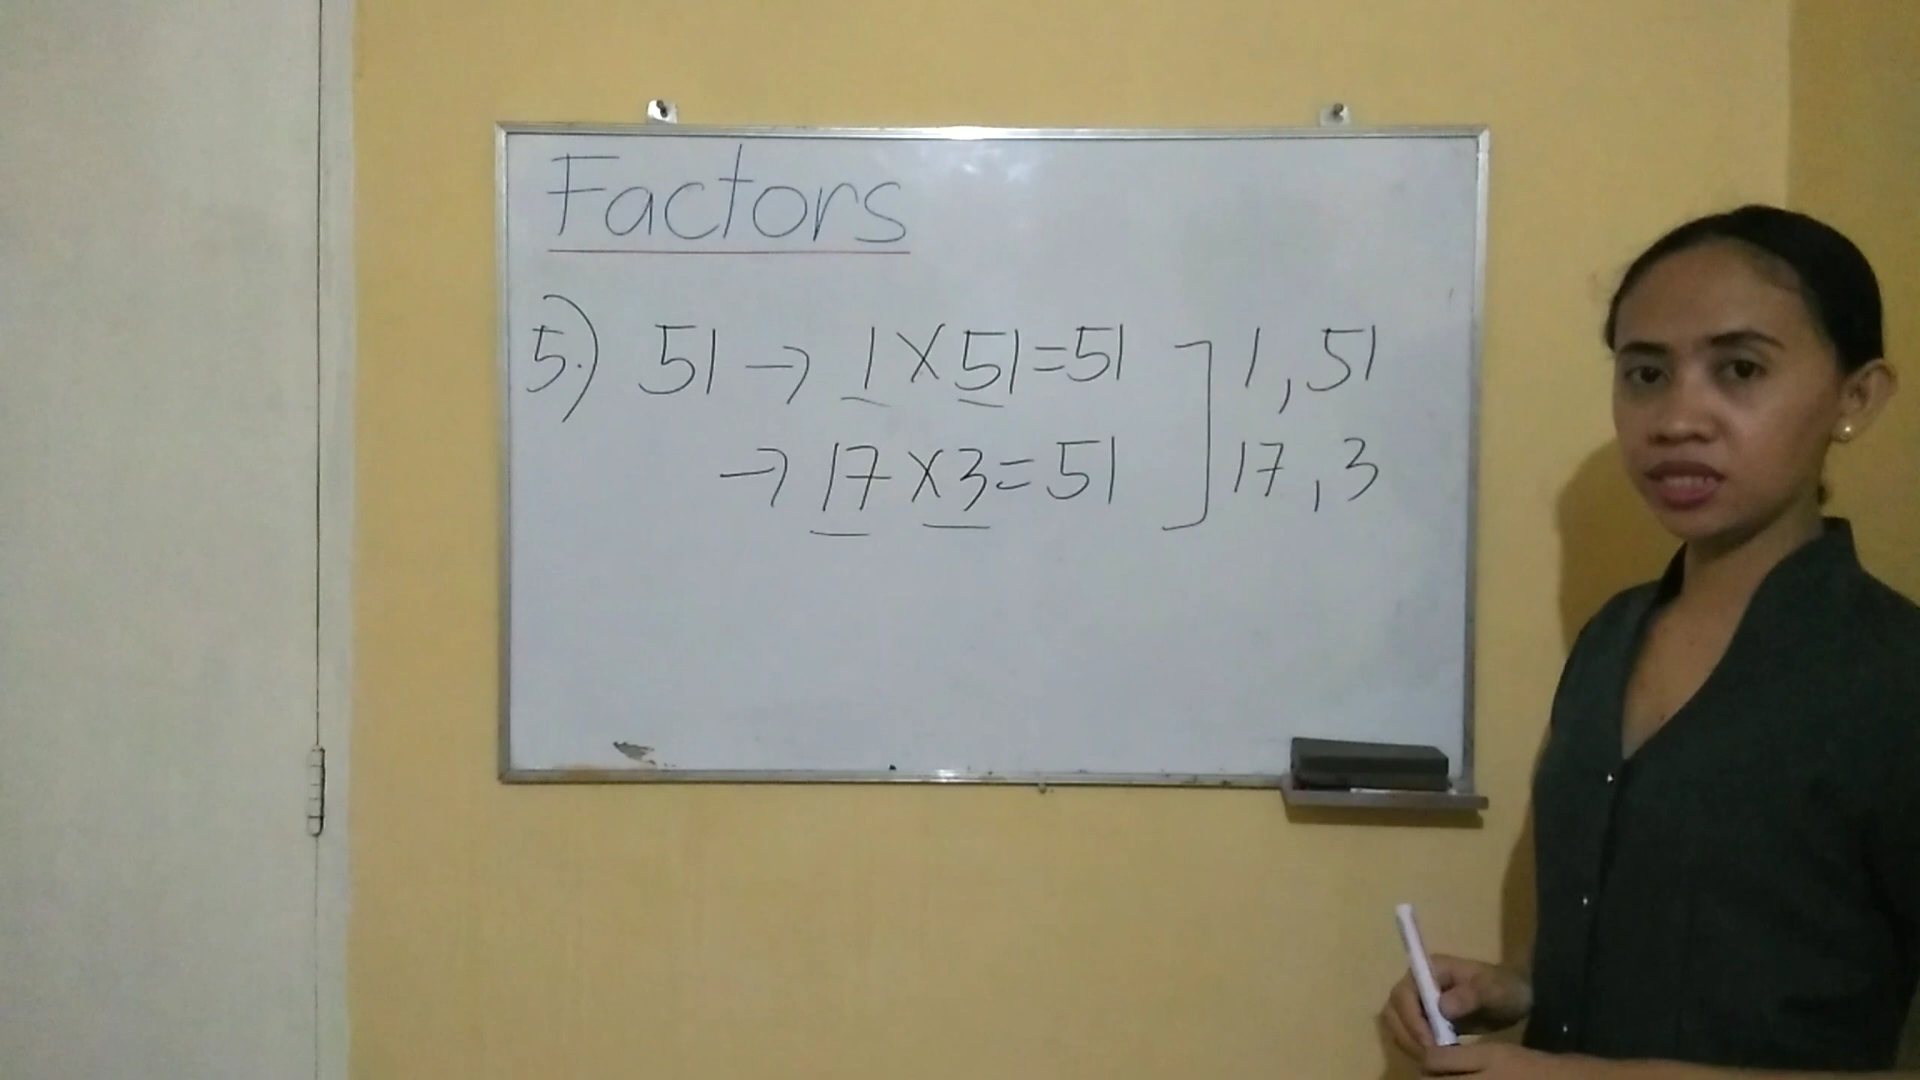 Factors
5.) 51 → 1 X 51 = 51 ] 1, 51
→ 17 X 3 = 51 ] 17, 3